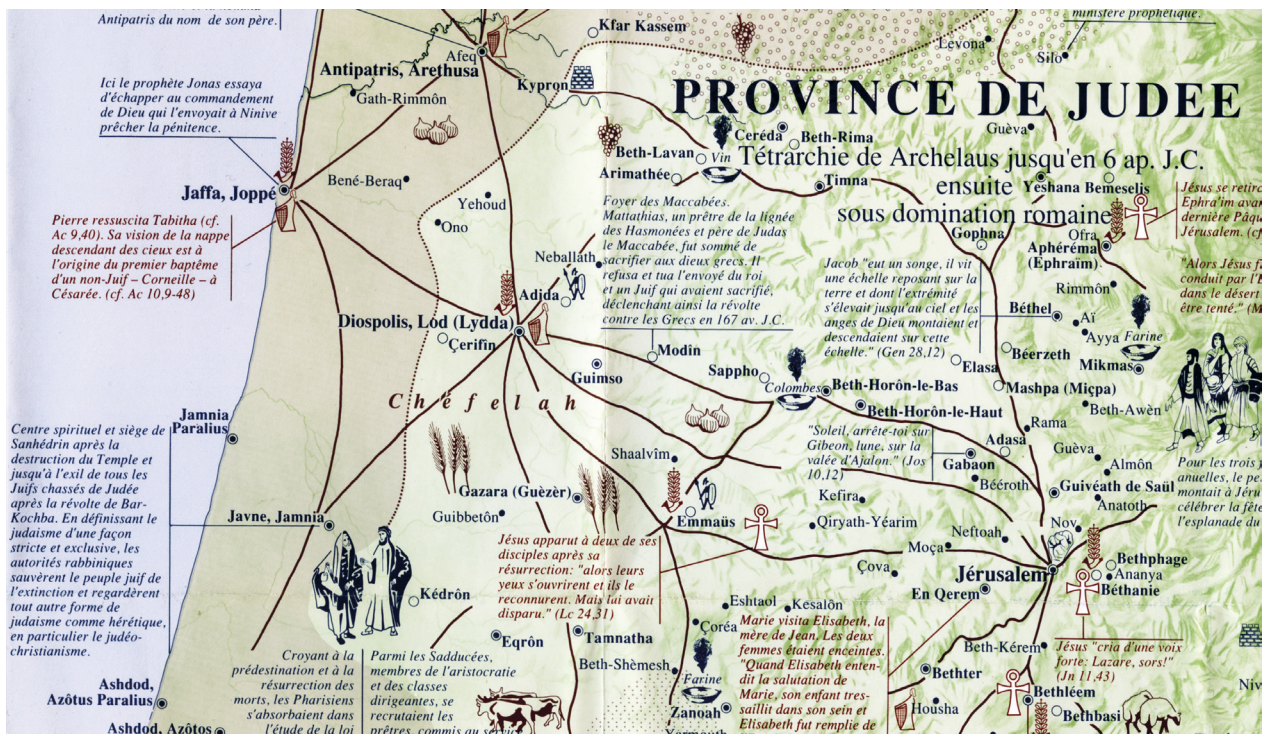 Antipatris du nom de son père.
ministère prophétique.
Kfar Kassem
Levona
Silo
Afeq
Antipatris, Arethusa
Kypron
Ici le prophète Jonas essaya
d'échapper au commandement
de Dieu qui l'envoyait à Ninive
prêcher la pénitence.
Gath-Rimmôn
PROVINCE DE JUDEE
Guèva
Ceréda
Beth-Rima
Beth-Lavan
Vin
Tétrarchie de Archelaus jusqu'en 6 ap. J.C.
ensuite
sous domination romaine
Arimathée
Timna
Yeshana
Bemeselis
Jaffa, Joppé
Bené-Beraq
Yehoud
Ono
Pierre ressuscita Tabitha (cf.
Ac 9,40). Sa vision de la nappe
descendant des cieux est à
l'origine du premier baptême
d'un non-Juif – Corneille – à
Césarée. (cf. Ac 10,9-48)
Foyer des Maccabées.
Mattathias, un prêtre de la lignée
des Hasmonées et père de Judas
le Maccabée, fut sommé de
sacrifier aux dieux grecs. Il
refusa et tua l'envoyé du roi
et un Juif qui avaient sacrifié,
déclenchant ainsi la révolte
contre les Grecs en 167 av. J.C.
Jésus se retira
Ephra'im avan
dernière Pâqu
Jérusalem. (cf
Gophna
Ofra
Aphéréma
(Ephraïm)
Rimmôn
"Alors Jésus f
conduit par l'E
dans le désert
être tenté." (M
Jacob "eut un songe, il vit
une échelle reposant sur la
terre et dont l'extrémité
s'élevait jusqu'au ciel et les
anges de Dieu montaient et
descendaient sur cette
échelle." (Gen 28,12)
Neballath
Adida
Diospolis, Lod (Lydda)
Çerifin
Béthel
Aï
Ayya
Farine
Modîn
Béerzeth
Elasa
Mikmas
Guimso
Sappho
Colombes
Beth-Horôn-le-Bas
Mashpa (Miçpa)
Beth-Awèn
Chéfelah
Beth-Horôn-le-Haut
Rama
Jamnia
Paralius
Centre spirituel et siège de
Sanhédrin après la
destruction du Temple et
jusqu'à l'exil de tous les
Juifs chassés de Judée
après la révolte de Bar-
Kochba. En définissant le
judaisme d'une façon
stricte et exclusive, les
autorités rabbiniques
sauvèrent le peuple juif de
l'extinction et regardèrent
tout autre forme de
judaisme comme hérétique,
en particulier le judéo-
christianisme.
"Soleil, arrête-toi sur
Gibeon, lune, sur la
valée d'Ajalon." (Jos
10,12)
Adasa
Guèva
Shaalvîm
Gabaon
Bééroth
Almôn
Pour les trois
anuelles, le pe
montait à Jéru
célébrer la fête
l'esplanade du
Gazara (Guèzèr)
Kefira
Guivéath de Saül
Anatoth
Guibbetôn
Emmaüs
Qiryath-Yéarim
Neftoah
Nov
Javne, Jamnia
Jésus apparut à deux de ses
disciples après sa
résurrection: "alors leurs
yeux s'ouvrirent et ils le
reconnurent. Mais lui avait
disparu." (Lc 24,31)
Moça
Bethphage
Çova
Jérusalem
Ananya
En Qerem
Béthanie
Kédrôn
Eshtaol
Kesalôn
Çoréa
Marie visita Elisabeth, la
mère de Jean. Les deux
femmes étaient enceintes.
"Quand Elisabeth enten-
dit la salutation de
Marie, son enfant tres-
saillit dans son sein et
Elisabeth fut remplie de
Eqrôn
Tamnatha
Beth-Kérem
Jésus "cria d'une voix
forte: Lazare, sors!"
(Jn 11,43)
Beth-Shèmesh
Farine
Bethter
Niv
Ashdod,
Azôtus Paralius
Croyant à la
prédestination et à la
résurrection des
morts, les Pharisiens
s'absorbaient dans
l'étude de la loi
Parmi les Sadducées,
membres de l'aristocratie
et des classes
dirigeantes, se
recrutaient les
prêtres, commis au service
Zanoah
Housha
Bethléem
Bethbasi
Ashdod, Azôtos
Yarmouth